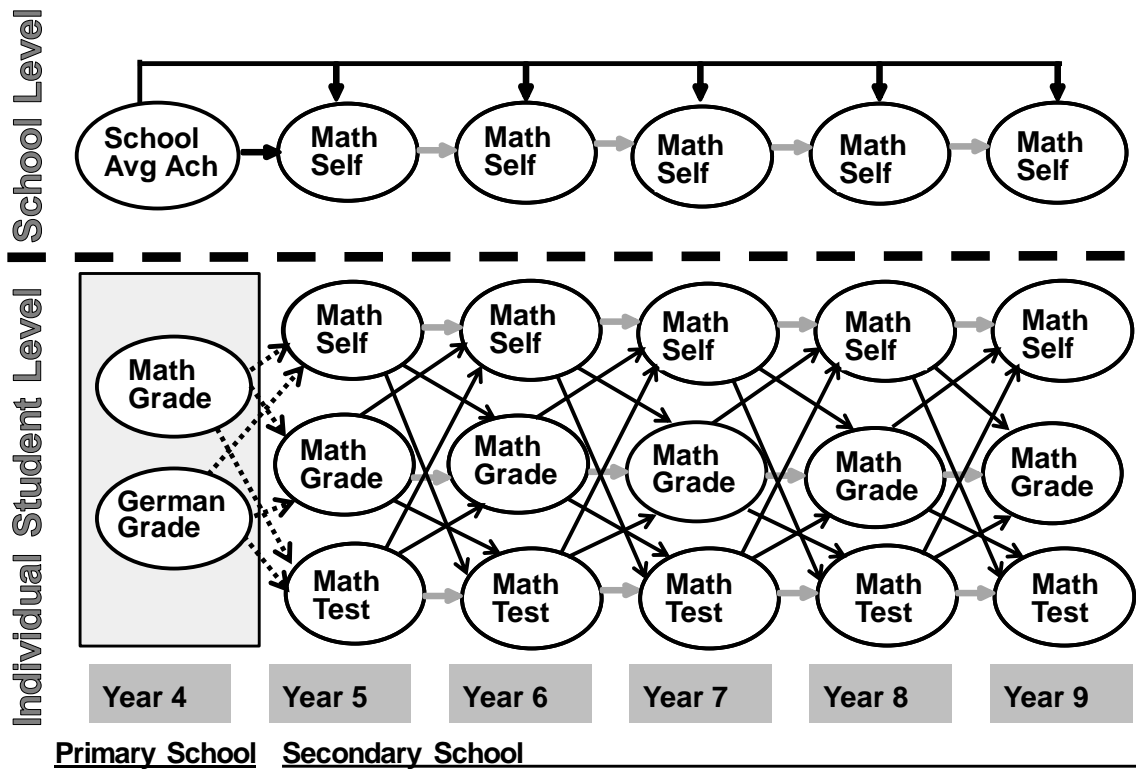 School Level
School
Avg Ach
Math
Self
Math
Self
Math
Self
Math
Self
Math
Self
Individual Student Level
Math
Grade
German
Grade
Math
Self
Math
Self
Math
Self
Math
Self
Math
Self
Math
Grade
Math
Grade
Math
Grade
Math
Grade
Math
Grade
Math
Test
Math
Test
Math
Test
Math
Test
Math
Test
Year 4
Year 5
Year 6
Year 7
Year 8
Year 9
Primary School
Secondary School